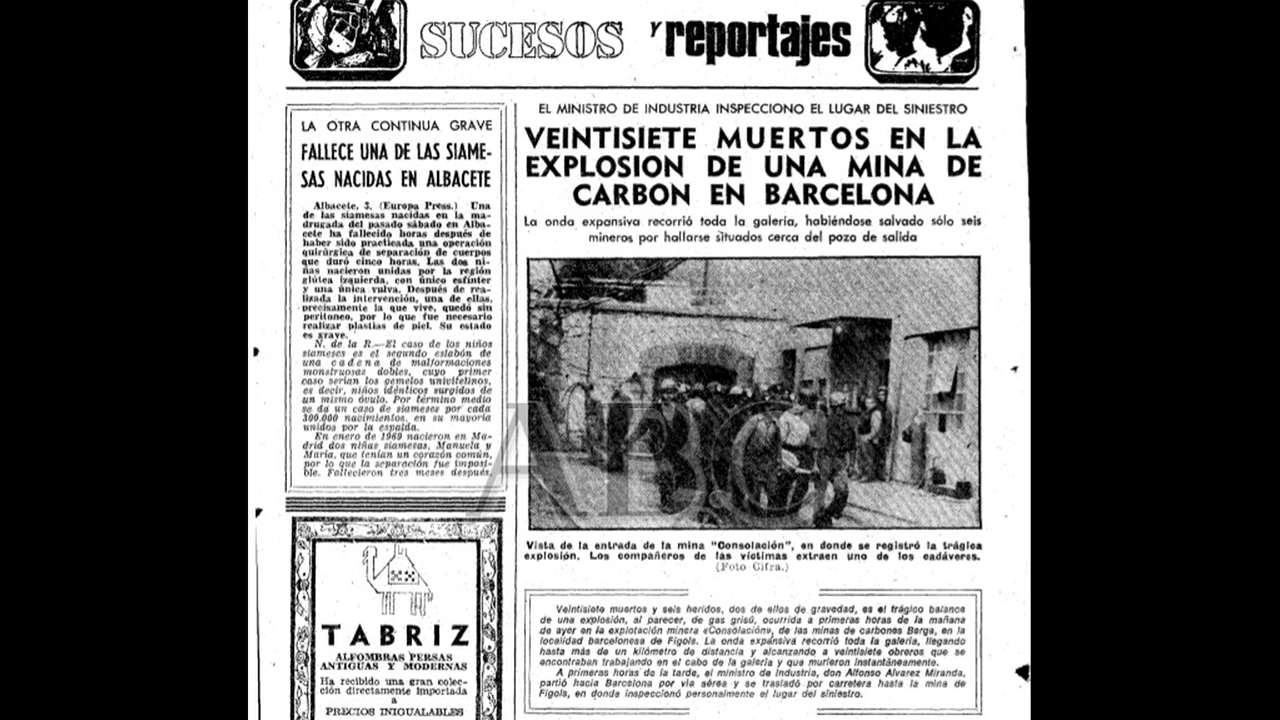 SUCESOS Y reportajes
LA OTRA CONTINUA GRAVE
FALLECE UNA DE LAS SIAME-
SAS NACIDAS EN ALBACETE
Albacete, 3. (Europa Press.) Una
de las siamesas nacidas en la ma-
drugada del pasado sábado en Alba-
cete ha fallecido horas después de
haber sido practicada una operación
quirúrgica de separación de cuerpos
que duró cinco horas. Las dos ni-
ñas nacieron unidas por la región
glútea izquierda, con único esfínter
y una única vulva. Después de rea-
lizada la intervención, una de ellas,
precisamente la que vive, quedó sin
peritoneo, por lo que fue necesario
realizar plastias de piel. Su estado
es grave.
N. de la R.—El caso de los niños
siameses es el segundo eslabón de
una cadena de malformaciones
monstruosas dobles, cuyo primer
caso serían los gemelos univitelinos,
es decir, niños idénticos surgidos de
un mismo óvulo. Por término medio
se da un caso de siameses por cada
300.000 nacimientos, en su mayoría
unidos por la espalda.
En enero de 1969 nacieron en Ma-
drid dos niñas siamesas, Manuela y
María, que tenían un corazón común,
por lo que la separación fue imposi-
ble. Fallecieron tres meses después.
TABRIZ
ALFOMBRAS PERSAS
ANTIGUAS Y MODERNAS
Ha recibido una gran colec-
ción directamente importada
a
PRECIOS INIGUALABLES
EL MINISTRO DE INDUSTRIA INSPECCIONO EL LUGAR DEL SINIESTRO
VEINTISIETE MUERTOS EN LA
EXPLOSION DE UNA MINA DE
CARBON EN BARCELONA
La onda expansiva recorrió toda la galería, habiéndose salvado sólo seis
mineros por hallarse situados cerca del pozo de salida
ABC
Vista de la entrada de la mina "Consolación", en donde se registró la trágica
explosión. Los compañeros de las víctimas extraen uno de los cadáveres.
(Foto Cifra.)
Veintisiete muertos y seis heridos, dos de ellos de gravedad, es el trágico balance
de una explosión, al parecer, de gas grisú, ocurrida a primeras horas de la mañana
de ayer en la explotación minera «Consolación», de las minas de carbones Berga, en la
localidad barcelonesa de Fígols. La onda expansiva recorrió toda la galería, llegando
hasta más de un kilómetro de distancia y alcanzando a veintisiete obreros que se
encontraban trabajando en el cabo de la galería y que murieron instantáneamente.
A primeras horas de la tarde, el ministro de Industria, don Alfonso Alvarez Miranda,
partió hacia Barcelona por vía aérea y se trasladó por carretera hasta la mina de
Fígols, en donde inspeccionó personalmente el lugar del siniestro.